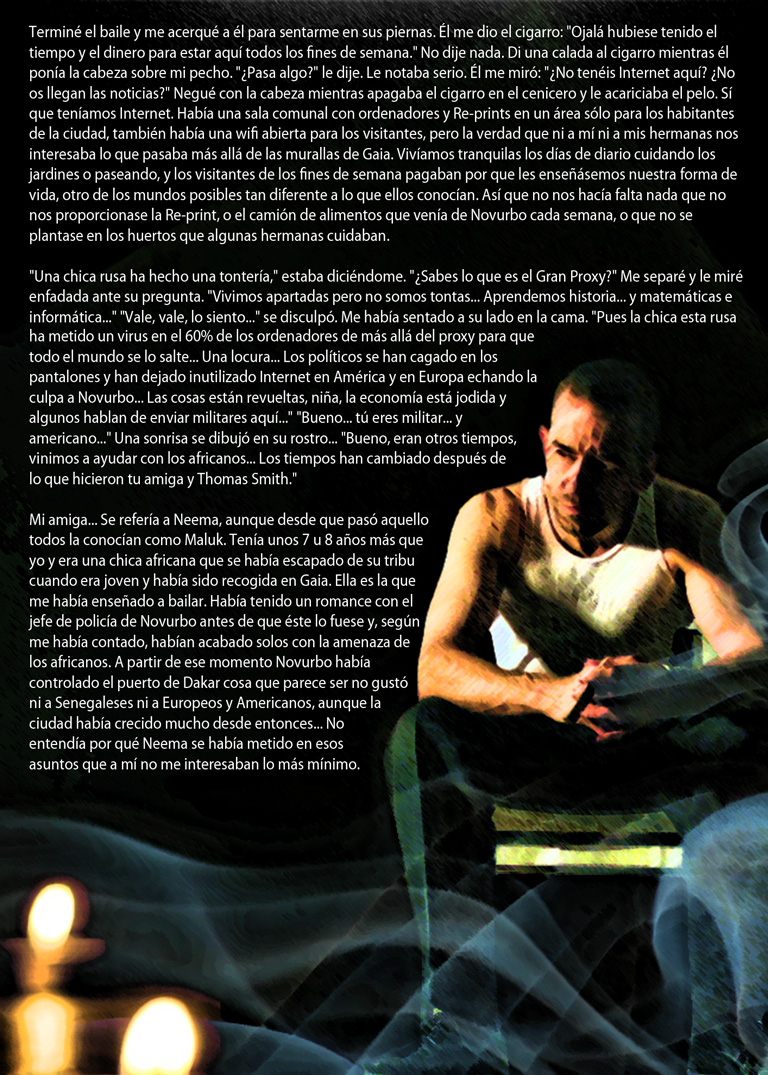 Terminé el baile y me acerqué a él para sentarme en sus piernas. Él me dio el cigarro: "Ojalá hubiese tenido el
tiempo y el dinero para estar aquí todos los fines de semana." No dije nada. Di una calada al cigarro mientras él
ponía la cabeza sobre mi pecho. "¿Pasa algo?" le dije. Le notaba serio. Él me miró: "¿No tenéis Internet aquí? ¿No
os llegan las noticias?" Negué con la cabeza mientras apagaba el cigarro en el cenicero y le acariciaba el pelo. Sí
que teníamos Internet. Había una sala comunal con ordenadores y Re-prints en un área sólo para los habitantes
de la ciudad, también había una wifi abierta para los visitantes, pero la verdad que ni a mí ni a mis hermanas nos
interesaba lo que pasaba más allá de las murallas de Gaia. Vivíamos tranquilas los días de diario cuidando los
jardines o paseando, y los visitantes de los fines de semana pagaban por que les enseñásemos nuestra forma de
vida, otro de los mundos posibles tan diferente a lo que ellos conocían. Así que no nos hacía falta nada que no
nos proporcionase la Re-print, o el camión de alimentos que venía de Novurbo cada semana, o que no se
plantase en los huertos que algunas hermanas cuidaban.
"Una chica rusa ha hecho una tontería," estaba diciéndome. "¿Sabes lo que es el Gran Proxy?" Me separé y le miré
enfadada ante su pregunta. "Vivimos apartadas pero no somos tontas... Aprendemos historia... y matemáticas e
informática..." "Vale, vale, lo siento..." se disculpó. Me había sentado a su lado en la cama. "Pues la chica esta rusa
ha metido un virus en el 60% de los ordenadores de más allá del proxy para que
todo el mundo se lo salte... Una locura... Los políticos se han cagado en los
pantalones y han dejado inutilizado Internet en América y en Europa echando la
culpa a Novurbo... Las cosas están revueltas, niña, la economía está jodida y
algunos hablan de enviar militares aquí..." "Bueno... tú eres militar... y
americano..." Una sonrisa se dibujó en su rostro... "Bueno, eran otros tiempos,
vinimos a ayudar con los africanos... Los tiempos han cambiado después de
lo que hicieron tu amiga y Thomas Smith."
Mi amiga... Se refería a Neema, aunque desde que pasó aquello
todos la conocían como Maluk. Tenía unos 7 u 8 años más que
yo y era una chica africana que se había escapado de su tribu
cuando era joven y había sido recogida en Gaia. Ella es la que
me había enseñado a bailar. Había tenido un romance con el
jefe de policía de Novurbo antes de que éste lo fuese y, según
me había contado, habían acabado solos con la amenaza de
los africanos. A partir de ese momento Novurbo había
controlado el puerto de Dakar cosa que parece ser no gustó
ni a Senegaleses ni a Europeos y Americanos, aunque la
ciudad había crecido mucho desde entonces... No
entendía por qué Neema se había metido en esos
asuntos que a mí no me interesaban lo más mínimo.